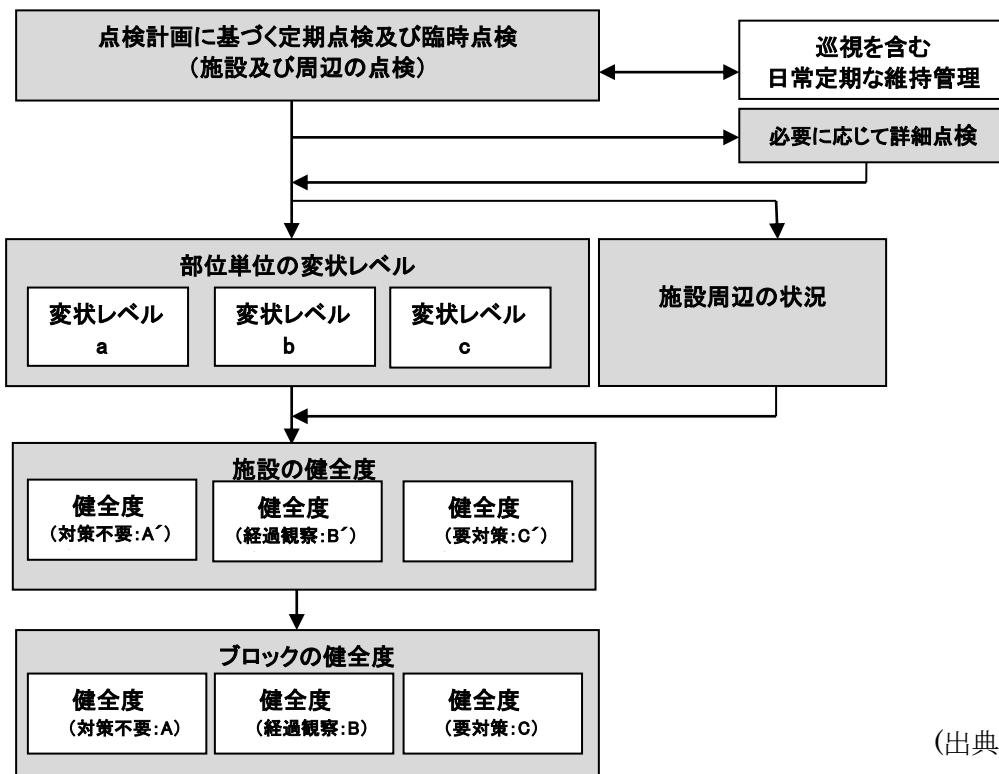 点検計画に基づく定期点検及び臨時点検
（施設及び周辺の点検）
巡視を含む
日常定期な維持管理
必要に応じて詳細点検
部位単位の変状レベル
変状レベル
a
変状レベル
b
変状レベル
c
施設周辺の状況
施設の健全度
健全度
（対策不要：A´）
健全度
（経過観察：B´）
健全度
（要対策：C´）
ブロックの健全度
健全度
（対策不要：A）
健全度
（経過観察：B）
健全度
（要対策：C）
(出典